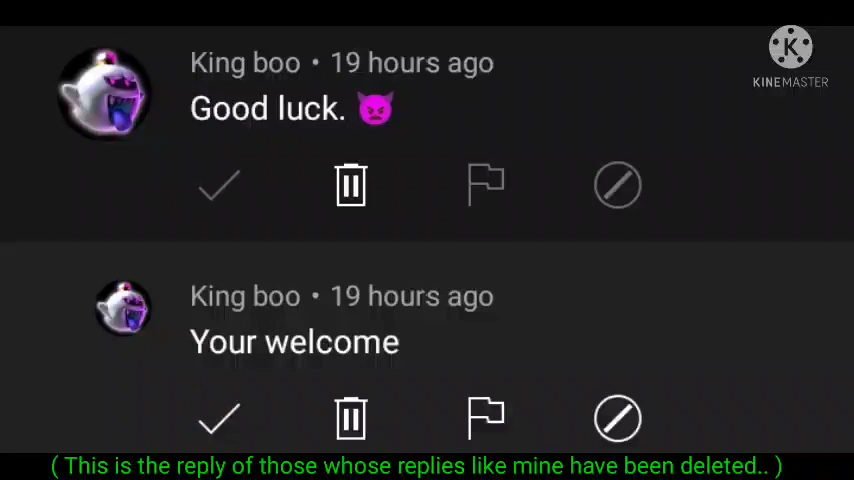 King boo • 19 hours ago
Good luck. 👿
KINEMASTER
King boo • 19 hours ago
Your welcome
( This is the reply of those whose replies like mine have been deleted.. )